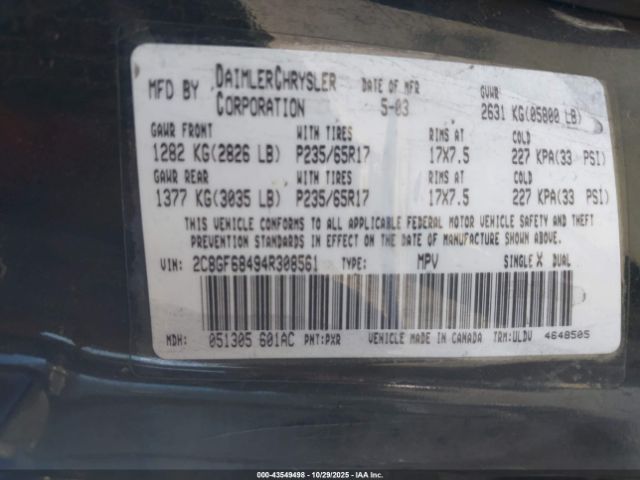 MFD BY DAIMLERCHRYSLER CORPORATION DATE OF MFR 5-03 GVWR 2631 KG(05800 LB)
GAWR FRONT WITH TIRES RIMS AT COLD
1282 KG(2826 LB) P235/65R17 17X7.5 227 KPA(33 PSI)
GAWR REAR WITH TIRES RIMS AT COLD
1377 KG(3035 LB) P235/65R17 17X7.5 227 KPA(33 PSI)
THIS VEHICLE CONFORMS TO ALL APPLICABLE FEDERAL MOTOR VEHICLE SAFETY AND THEFT
PREVENTION STANDARDS IN EFFECT ON THE DATE OF MANUFACTURE SHOWN ABOVE.
VIN: 2C8GF68494R308561 TYPE: MPV SINGLE X DUAL
MDH: 051305 601AC PNT:PXR VEHICLE MADE IN CANADA TRM:ULDV 4648505
000-43549498 - 10/29/2025 - IAAI.COM